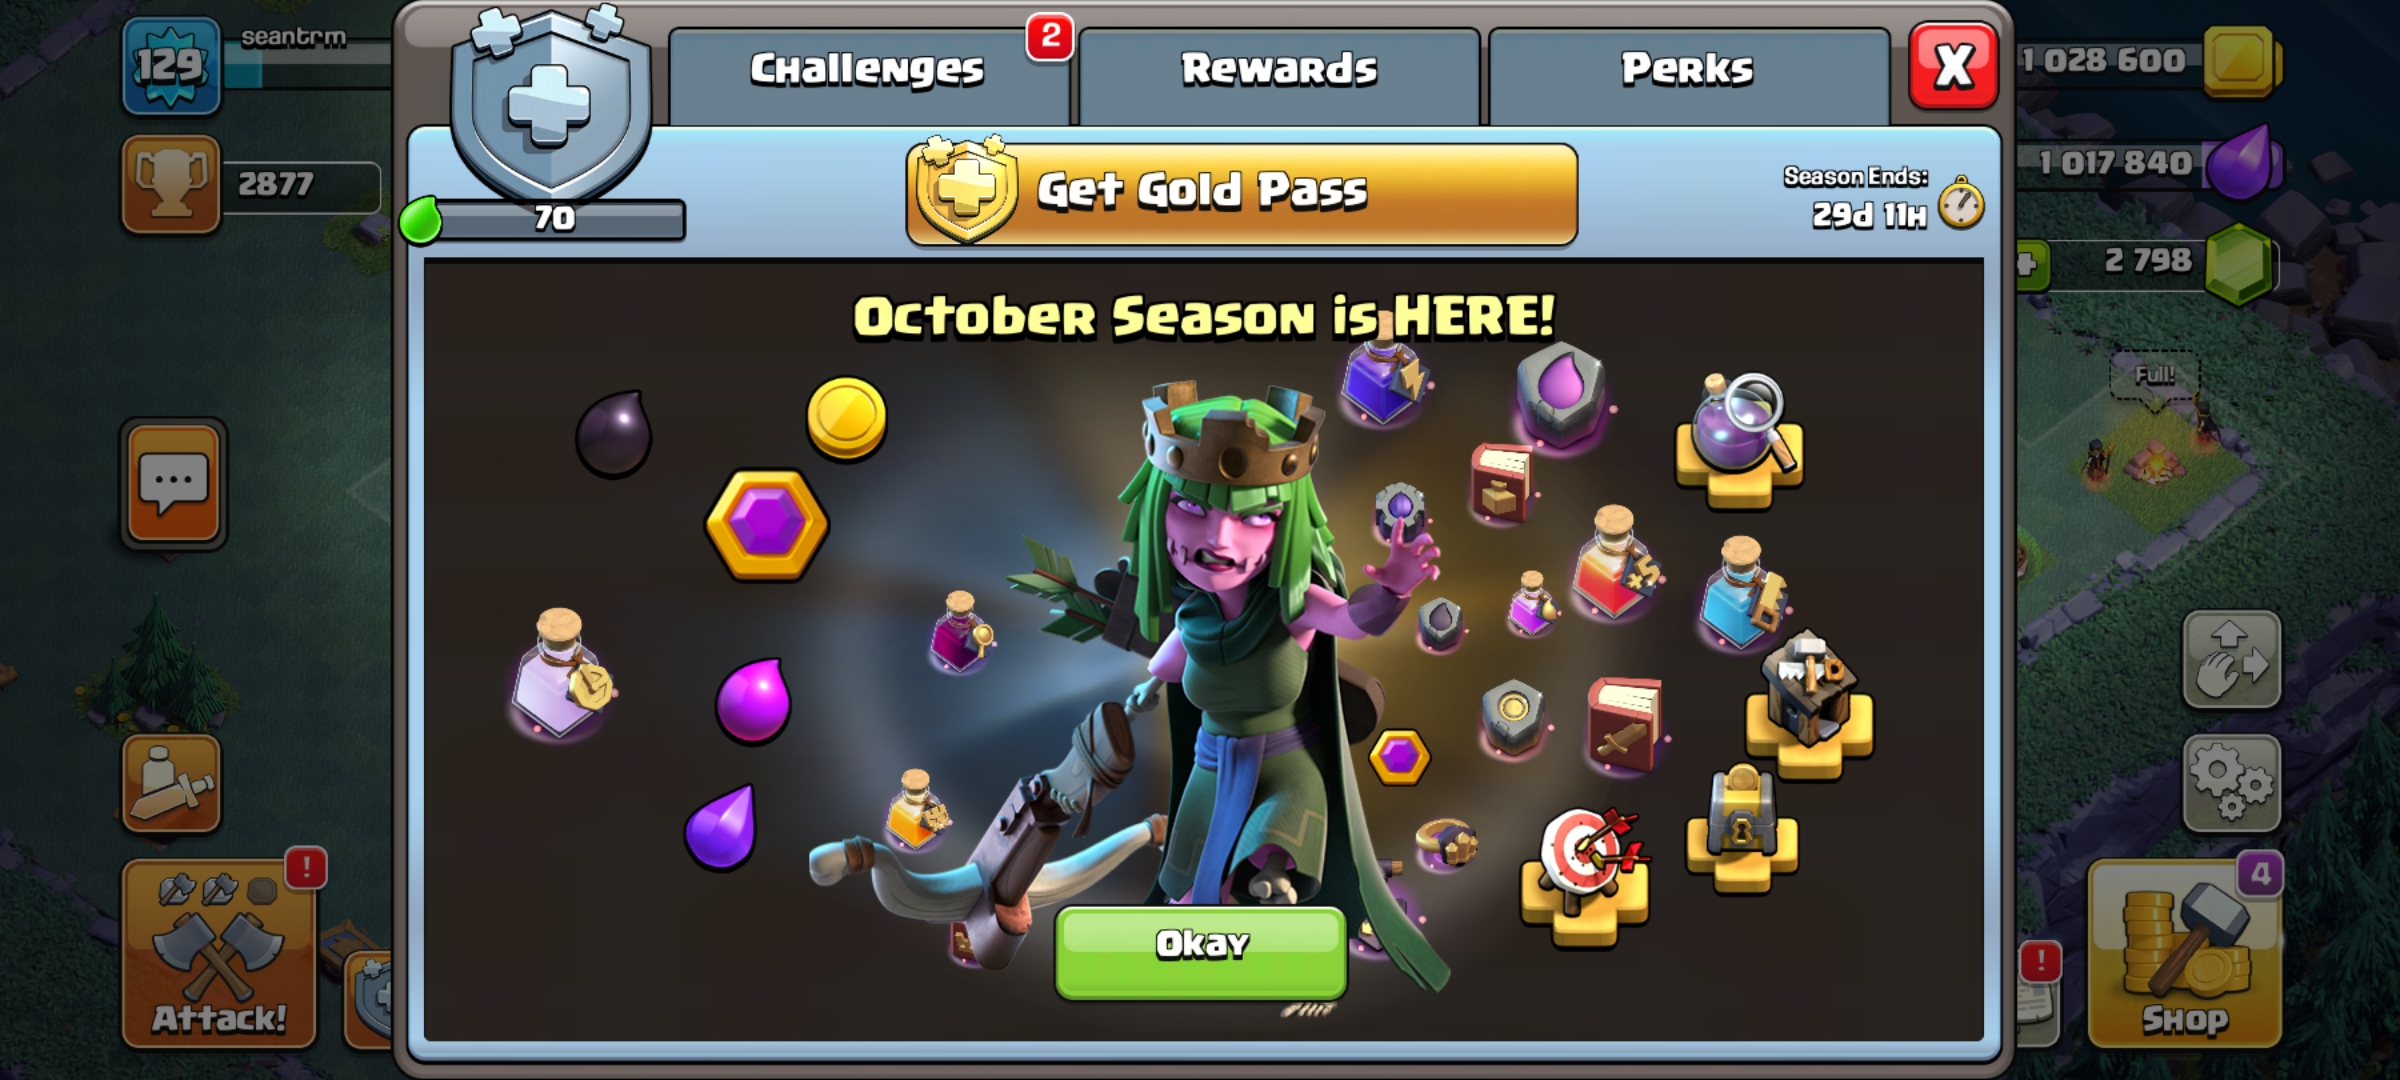 129
seantrm
2877
Challenges
2
Rewards
Perks
X
1 028 600
1 017 840
2 798
70
Get Gold Pass
Season Ends:
29d 11H
October Season is HERE!
Full!
x5
Okay
!
Attack!
!
4
Shop